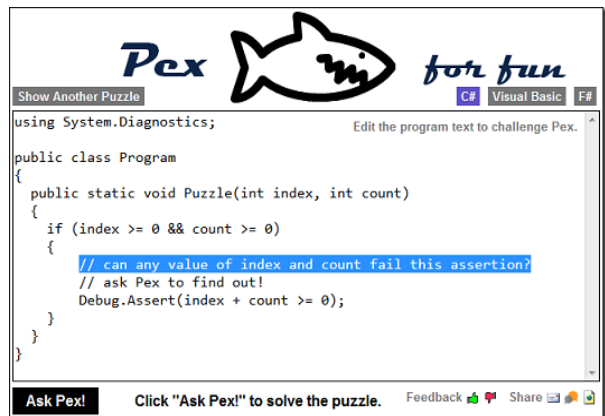 Pex for fun
Show Another Puzzle C# Visual Basic F#
using System.Diagnostics; Edit the program text to challenge Pex.
public class Program
{
public static void Puzzle(int index, int count)
{
if (index >= 0 && count >= 0)
{
// can any value of index and count fail this assertion?
// ask Pex to find out!
Debug.Assert(index + count >= 0);
}
}
}
Ask Pex! Click "Ask Pex!" to solve the puzzle. Feedback Share